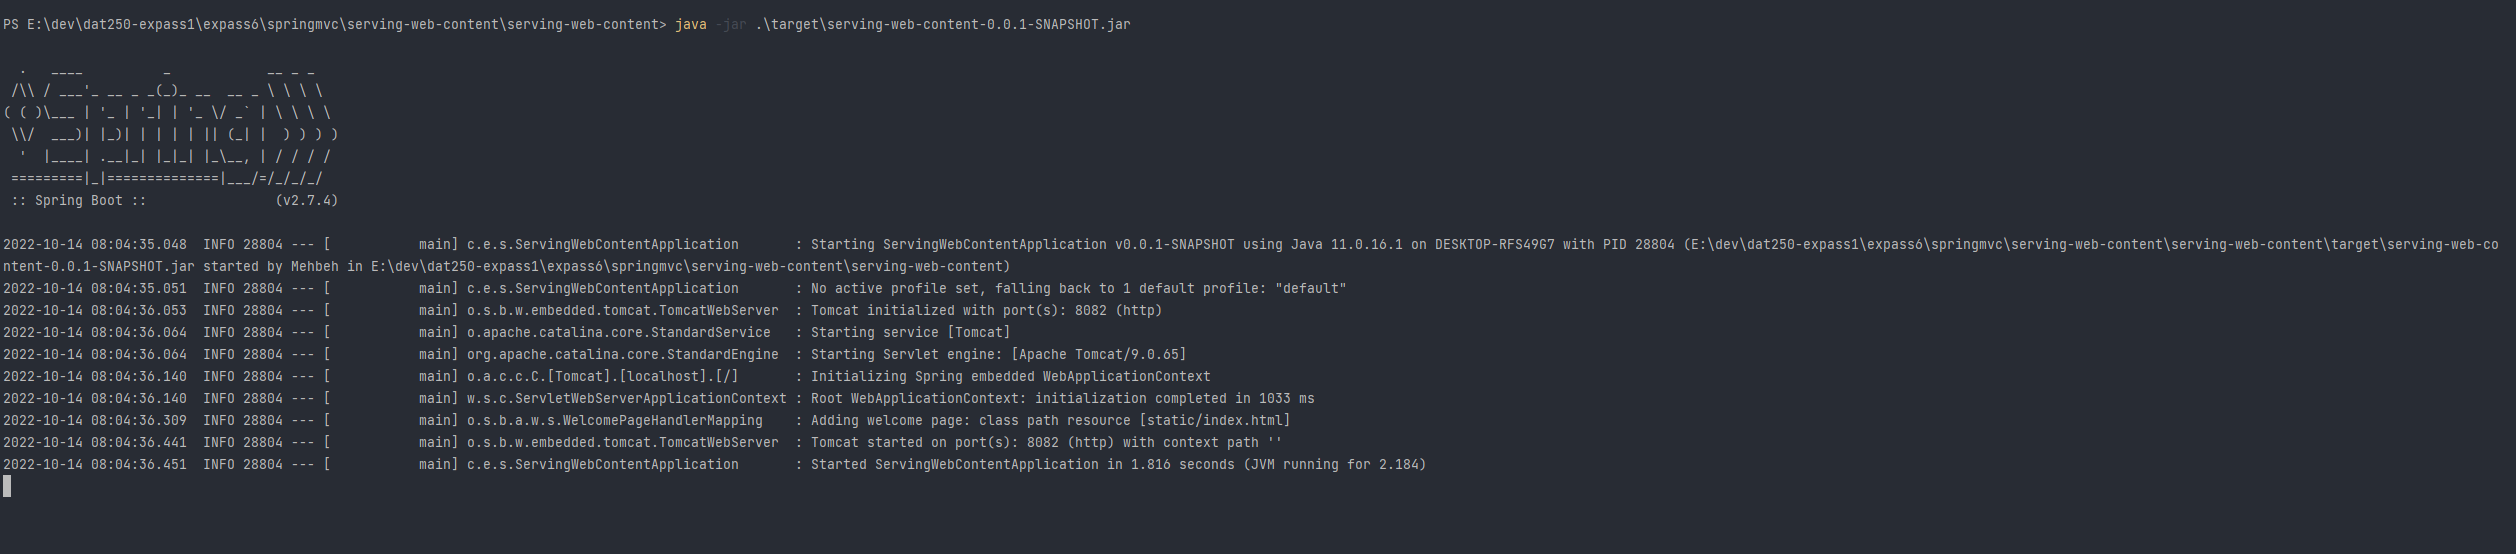 PS E:\dev\dat250-expass1\expass6\springmvc\serving-web-content\serving-web-content> java -jar .\target\serving-web-content-0.0.1-SNAPSHOT.jar
  .   ____          _            __ _ _
 /\\ / ___'_ __ _ _(_)_ __  __ _ \ \ \ \
( ( )\___ | '_ | '_| | '_ \/ _` | \ \ \ \
 \\/  ___)| |_)| | | | | || (_| |  ) ) ) )
  '  |____| .__|_| |_|_| |_\__, | / / / /
 =========|_|==============|___/=/_/_/_/
 :: Spring Boot ::                (v2.7.4)
2022-10-14 08:04:35.048  INFO 28804 --- [           main] c.e.s.ServingWebContentApplication       : Starting ServingWebContentApplication v0.0.1-SNAPSHOT using Java 11.0.16.1 on DESKTOP-RFS49G7 with PID 28804 (E:\dev\dat250-expass1\expass6\springmvc\serving-web-content\serving-web-content\target\serving-web-co
ntent-0.0.1-SNAPSHOT.jar started by Mehbeh in E:\dev\dat250-expass1\expass6\springmvc\serving-web-content\serving-web-content)
2022-10-14 08:04:35.051  INFO 28804 --- [           main] c.e.s.ServingWebContentApplication       : No active profile set, falling back to 1 default profile: "default"
2022-10-14 08:04:36.053  INFO 28804 --- [           main] o.s.b.w.embedded.tomcat.TomcatWebServer  : Tomcat initialized with port(s): 8082 (http)
2022-10-14 08:04:36.064  INFO 28804 --- [           main] o.apache.catalina.core.StandardService   : Starting service [Tomcat]
2022-10-14 08:04:36.064  INFO 28804 --- [           main] org.apache.catalina.core.StandardEngine  : Starting Servlet engine: [Apache Tomcat/9.0.65]
2022-10-14 08:04:36.140  INFO 28804 --- [           main] o.a.c.c.C.[Tomcat].[localhost].[/]       : Initializing Spring embedded WebApplicationContext
2022-10-14 08:04:36.140  INFO 28804 --- [           main] w.s.c.ServletWebServerApplicationContext : Root WebApplicationContext: initialization completed in 1033 ms
2022-10-14 08:04:36.309  INFO 28804 --- [           main] o.s.b.a.w.s.WelcomePageHandlerMapping    : Adding welcome page: class path resource [static/index.html]
2022-10-14 08:04:36.441  INFO 28804 --- [           main] o.s.b.w.embedded.tomcat.TomcatWebServer  : Tomcat started on port(s): 8082 (http) with context path ''
2022-10-14 08:04:36.451  INFO 28804 --- [           main] c.e.s.ServingWebContentApplication       : Started ServingWebContentApplication in 1.816 seconds (JVM running for 2.184)